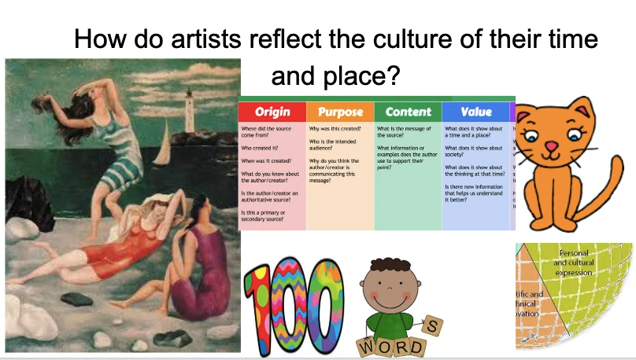 How do artists reflect the culture of their time
and place?
Origin
Where did the source
come from?
Who created it?
When was it created?
What do you know about
the author/creator?
Is the author/creator an
authoritative source?
Is this a primary or
secondary source?
Purpose
Why was this created?
Who is the intended
audience?
Why do you think the
author/creator is
communicating this
message?
Content
What is the message of
the source?
What information or
examples does the author
use to support their
point?
Value
What does it show about
a time and a place?
What does it show about
society?
What does it show about
the thinking at that time?
Is there new information
that helps us understand
it better?
100
WORDS
Personal
and cultural
expression
tific and
hnical
ovation